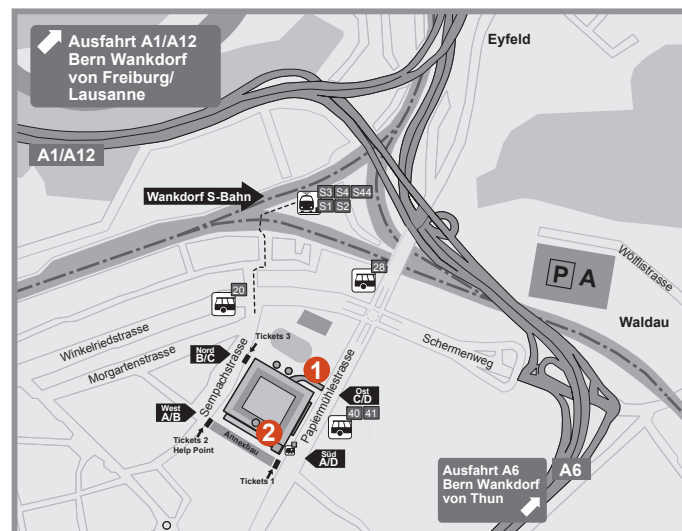 Ausfahrt A1/A12
Bern Wankdorf
von Freiburg/
Lausanne
Eyfeld
A1/A12
Wankdorf S-Bahn
S3 S4 S44
S1 S2
28
20
P A
Wölflistrasse
Waldau
Winkelriedstrasse
Morgartenstrasse
Schermenweg
Tickets 3
Nord
B/C
Sempachstrasse
Papiermühlestrasse
1
Ost
C/D
West
A/B
40 41
2
Tickets 2
Help Point
Annexbau
Süd
A/D
Tickets 1
Ausfahrt A6
Bern Wankdorf
von Thun
A6